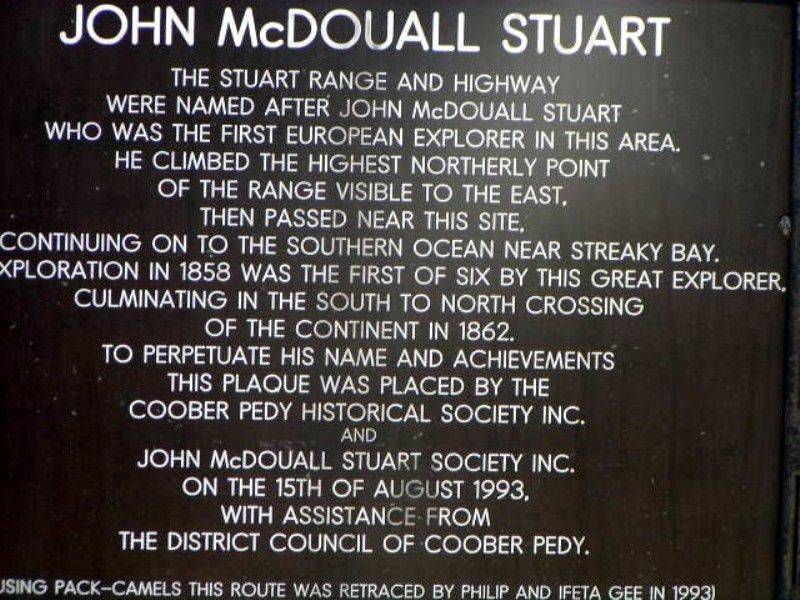 JOHN McDOUALL STUART
THE STUART RANGE AND HIGHWAY
WERE NAMED AFTER JOHN McDOUALL STUART
WHO WAS THE FIRST EUROPEAN EXPLORER IN THIS AREA.
HE CLIMBED THE HIGHEST NORTHERLY POINT
OF THE RANGE VISIBLE TO THE EAST,
THEN PASSED NEAR THIS SITE,
CONTINUING ON TO THE SOUTHERN OCEAN NEAR STREAKY BAY.
XPLORATION IN 1858 WAS THE FIRST OF SIX BY THIS GREAT EXPLORER,
CULMINATING IN THE SOUTH TO NORTH CROSSING
OF THE CONTINENT IN 1862.
TO PERPETUATE HIS NAME AND ACHIEVEMENTS
THIS PLAQUE WAS PLACED BY THE
COOBER PEDY HISTORICAL SOCIETY INC.
AND
JOHN McDOUALL STUART SOCIETY INC.
ON THE 15TH OF AUGUST 1993,
WITH ASSISTANCE FROM
THE DISTRICT COUNCIL OF COOBER PEDY.
USING PACK-CAMELS THIS ROUTE WAS RETRACED BY PHILIP AND IFETA GEE IN 1993)